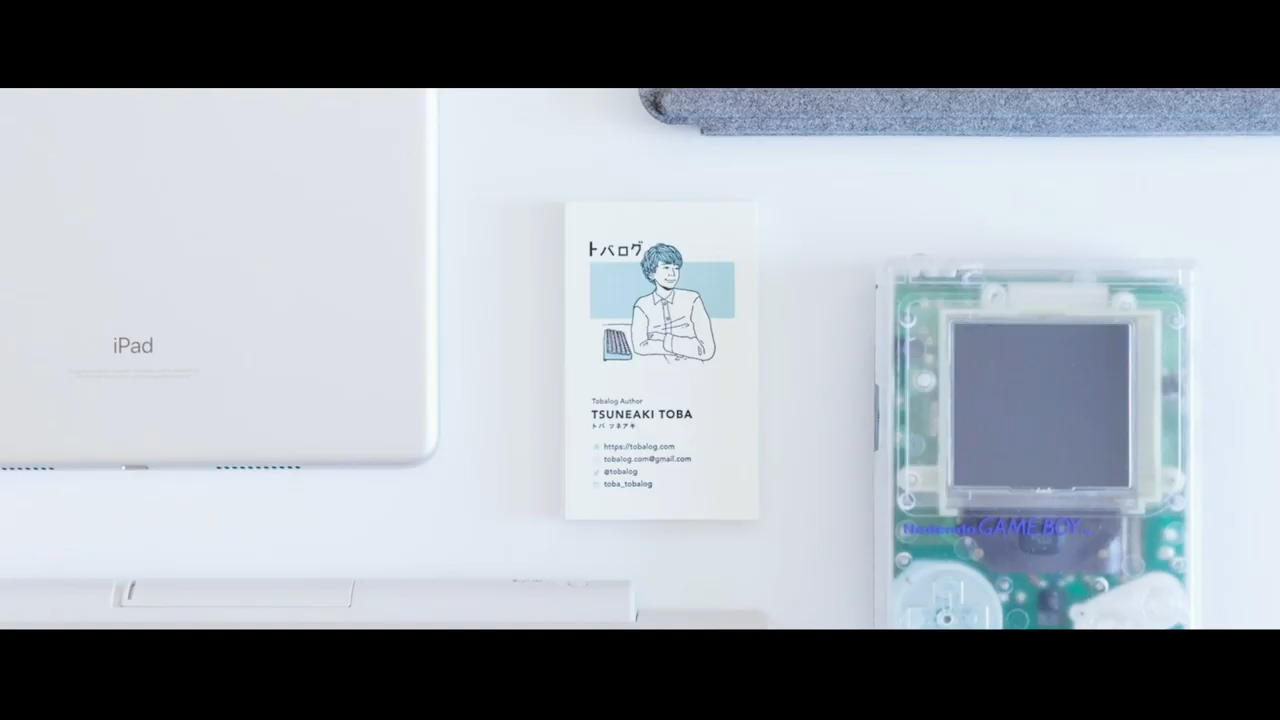 iPad
トバログ
Tobalog Author
TSUNEAKI TOBA
トバ ツネアキ
https://tobalog.com
tobalog.com@gmail.com
@tobalog
toba_tobalog
Nintendo GAME BOY